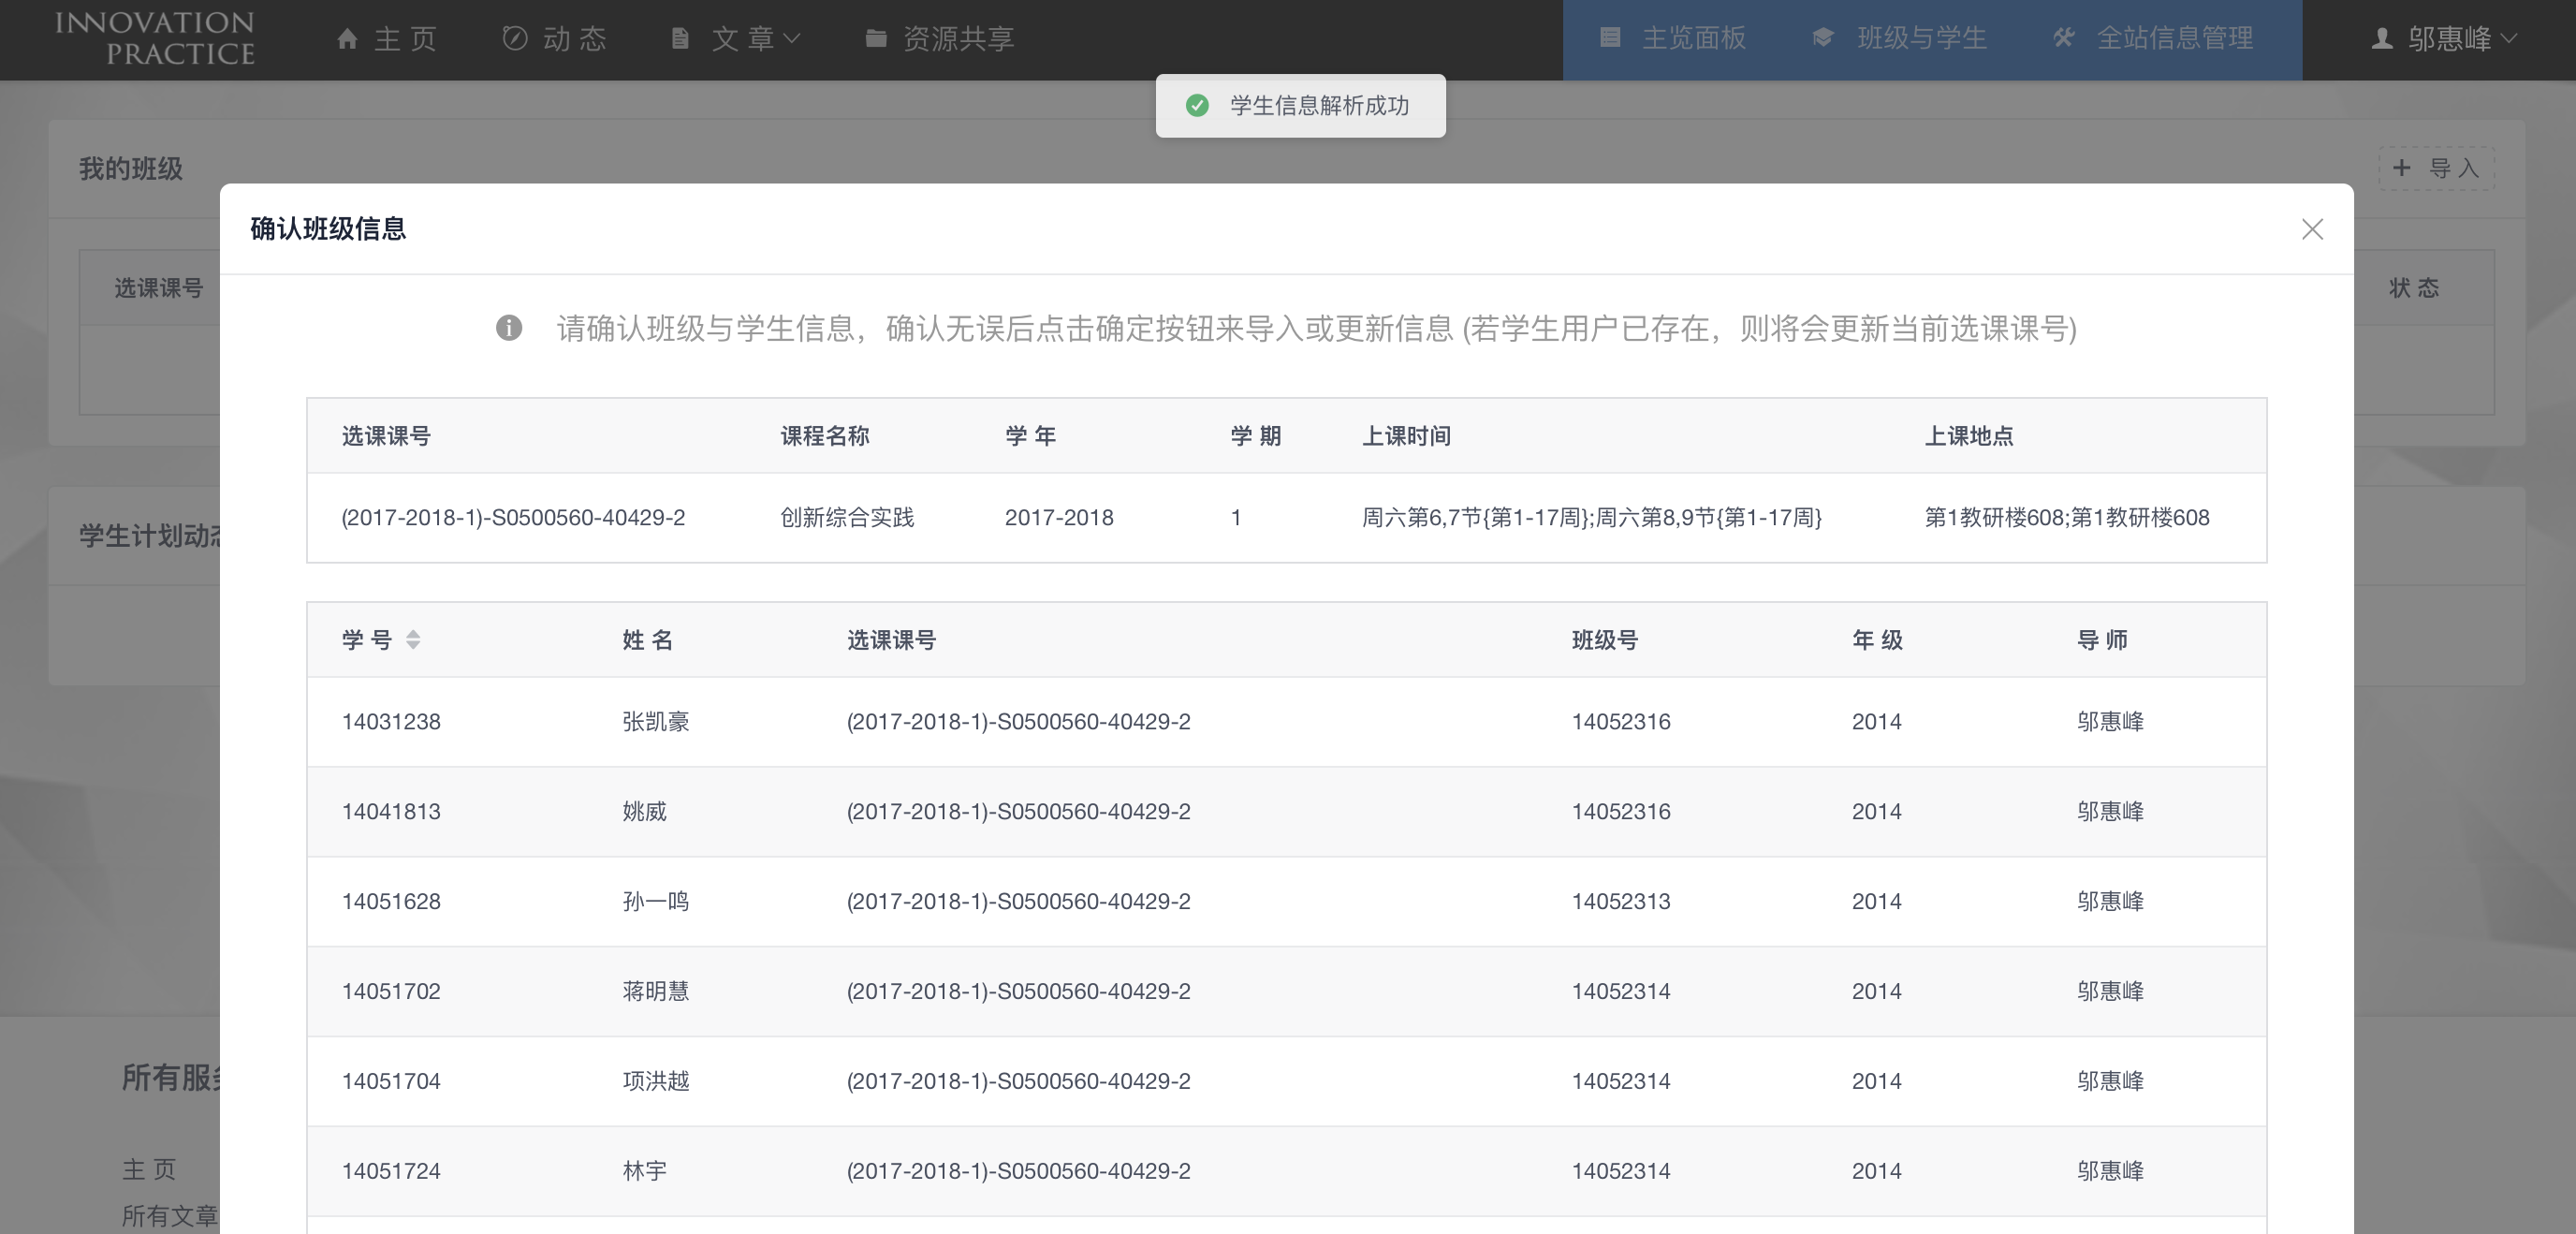 INNOVATION
PRACTICE
主 页
动 态
文 章
资源共享
主览面板
班级与学生
全站信息管理
邬惠峰
学生信息解析成功
我的班级
+ 导 入
确认班级信息
选课课号
状 态
请确认班级与学生信息，确认无误后点击确定按钮来导入或更新信息 (若学生用户已存在，则将会更新当前选课课号)
选课课号 课程名称 学 年 学 期 上课时间 上课地点
(2017-2018-1)-S0500560-40429-2 创新综合实践 2017-2018 1 周六第6,7节{第1-17周};周六第8,9节{第1-17周} 第1教研楼608;第1教研楼608
学生计划动态
学 号 姓 名 选课课号 班级号 年 级 导 师
14031238 张凯豪 (2017-2018-1)-S0500560-40429-2 14052316 2014 邬惠峰
14041813 姚威 (2017-2018-1)-S0500560-40429-2 14052316 2014 邬惠峰
14051628 孙一鸣 (2017-2018-1)-S0500560-40429-2 14052313 2014 邬惠峰
14051702 蒋明慧 (2017-2018-1)-S0500560-40429-2 14052314 2014 邬惠峰
14051704 项洪越 (2017-2018-1)-S0500560-40429-2 14052314 2014 邬惠峰
14051724 林宇 (2017-2018-1)-S0500560-40429-2 14052314 2014 邬惠峰
所有服务
主 页
所有文章